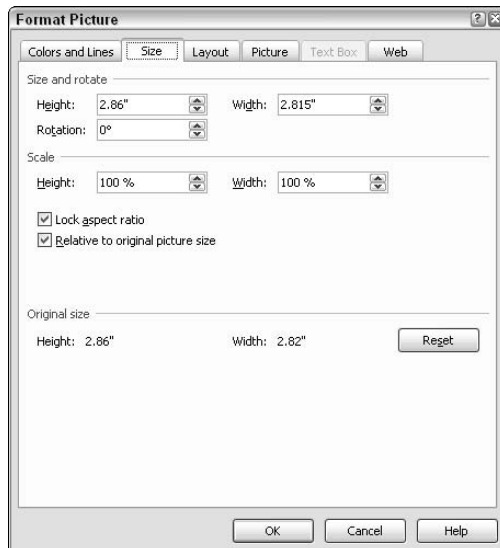 Format Picture
Colors and Lines Size Layout Picture Text Box Web
Size and rotate
Height: 2.86" Width: 2.815"
Rotation: 0°
Scale
Height: 100 % Width: 100 %
Lock aspect ratio
Relative to original picture size
Original size
Height: 2.86" Width: 2.82" Reset
OK Cancel Help